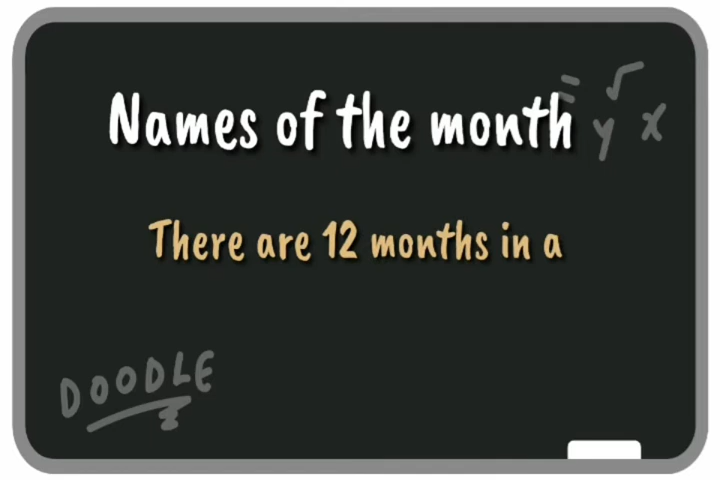 Names of the month
= √
y x
There are 12 months in a
DOODLE